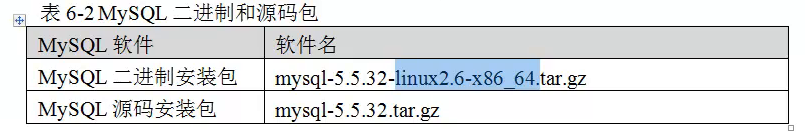 表 6-2 MySQL 二进制和源码包
MySQL 软件 软件名
MySQL 二进制安装包 mysql-5.5.32-linux2.6-x86_64.tar.gz
MySQL 源码安装包 mysql-5.5.32.tar.gz